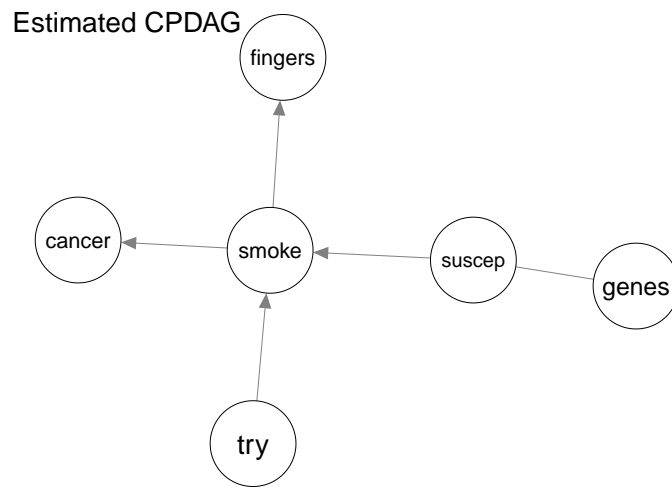 Estimated CPDAG
fingers
cancer
smoke
suscep
genes
try